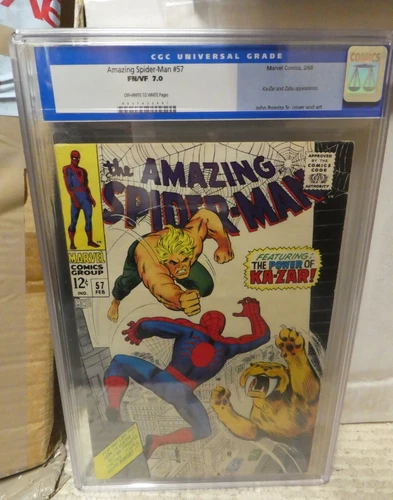 CGC UNIVERSAL GRADE
Amazing Spider-Man #57
FN/VF 7.0
OFF-WHITE TO WHITE Pages
Marvel Comics, 2/68
Ka-Zar and Zabu appearance.
John Romita Sr. cover and art
COMICS
the AMAZING
SPIDER-MAN
APPROVED
BY THE
COMICS
CODE
AUTHORITY
MARVEL
COMICS
GROUP
12¢
IND.
57
FEB
FEATURING:
THE POWER OF
KA-ZAR!